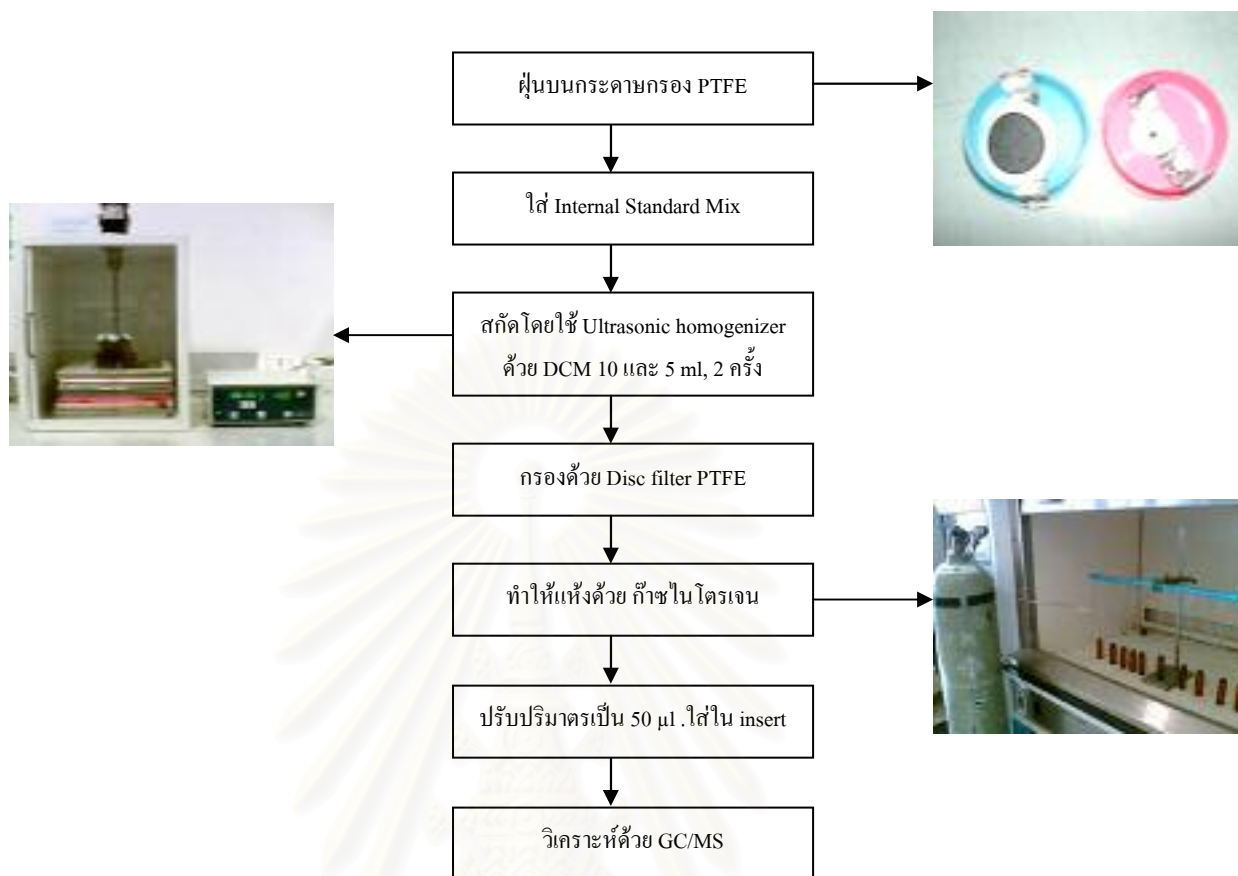 ฝุ่นบนกระดาษกรอง PTFE
ใส่ Internal Standard Mix
สกัดโดยใช้ Ultrasonic homogenizer
ด้วย DCM 10 และ 5 ml, 2 ครั้ง
กรองด้วย Disc filter PTFE
ทำให้แห้งด้วย ก๊าซไนโตรเจน
ปรับปริมาตรเป็น 50 μl .ใส่ใน insert
วิเคราะห์ด้วย GC/MS